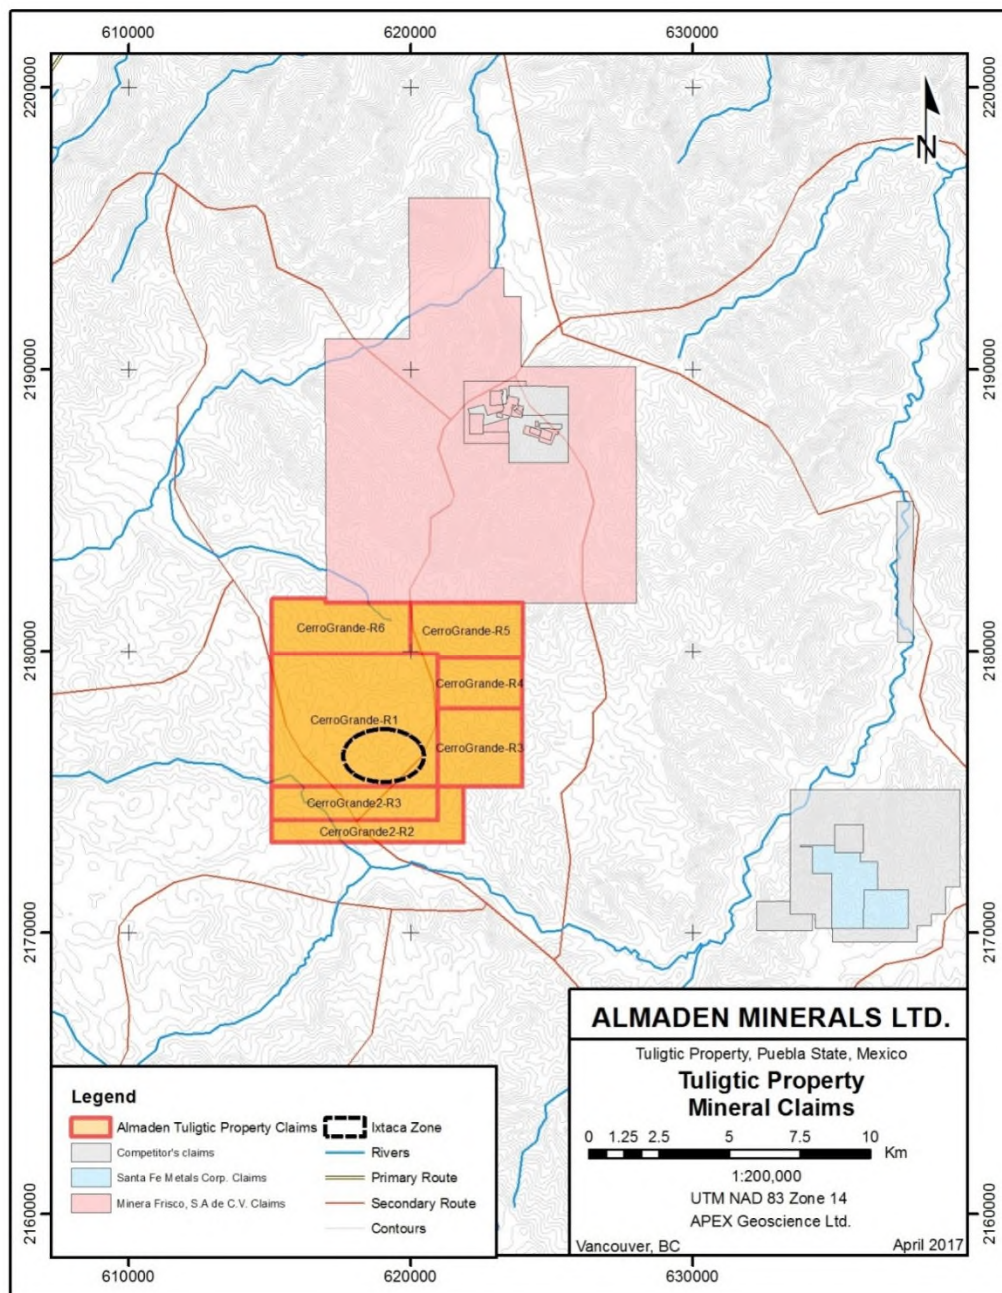 610000 620000 630000
2200000 2200000
N
2190000 2190000
CerroGrande-R6
CerroGrande-R5
2180000 2180000
CerroGrande-R4
CerroGrande-R1
CerroGrande-R3
CerroGrande2-R3
CerroGrande2-R2
2170000 2170000
ALMADEN MINERALS LTD.
Tuligtic Property, Puebla State, Mexico
Tuligtic Property
Mineral Claims
0 1.25 2.5 5 7.5 10
Km
1:200,000
UTM NAD 83 Zone 14
APEX Geoscience Ltd.
Vancouver, BC April 2017
Legend
Almaden Tuligtic Property Claims
Competitor's claims
Santa Fe Metals Corp. Claims
Minera Frisco, S.A de C.V. Claims
Ixtaca Zone
Rivers
Primary Route
Secondary Route
Contours
2160000 2160000
610000 620000 630000